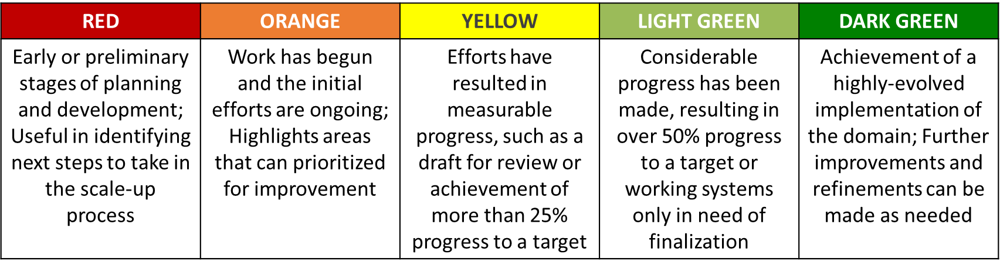 RED
Early or preliminary
stages of planning
and development;
Useful in identifying
next steps to take in
the scale-up
process
ORANGE
Work has begun
and the initial
efforts are ongoing;
Highlights areas
that can prioritized
for improvement
YELLOW
Efforts have
resulted in
measurable
progress, such as a
draft for review or
achievement of
more than 25%
progress to a target
LIGHT GREEN
Considerable
progress has been
made, resulting in
over 50% progress
to a target or
working systems
only in need of
finalization
DARK GREEN
Achievement of a
highly-evolved
implementation of
the domain; Further
improvements and
refinements can be
made as needed